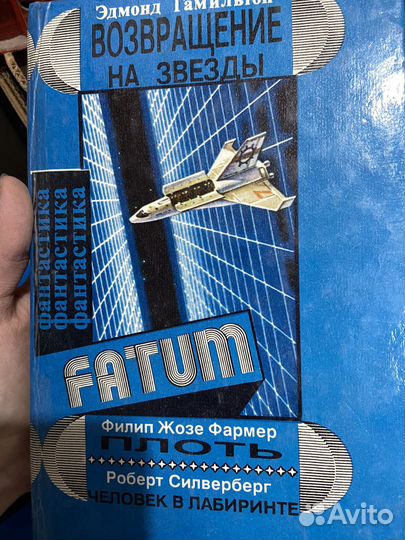 Эдмонд Гамильтон
ВОЗВРАЩЕНИЕ
НА ЗВЕЗДЫ
фантастика
фантастика
фантастика
FATUM
Филип Жозе Фармер
ПЛОТЬ
Роберт Силверберг
ЧЕЛОВЕК В ЛАБИРИНТЕ
Avito